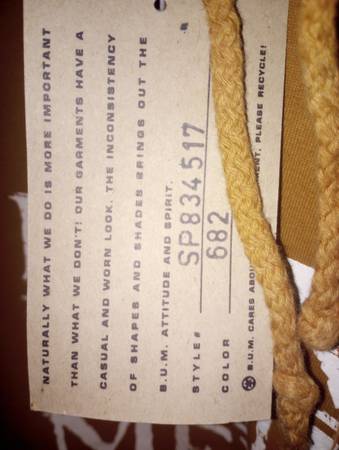 NATURALLY WHAT WE DO IS MORE IMPORTANT
THAN WHAT WE DON'T! OUR GARMENTS HAVE A
CASUAL AND WORN LOOK. THE INCONSISTENCY
OF SHAPES AND SHADES BRINGS OUT THE
B.U.M. ATTITUDE AND SPIRIT.
STYLE# SP834517
COLOR 682
B.U.M. CARES ABOU MENT, PLEASE RECYCLE!